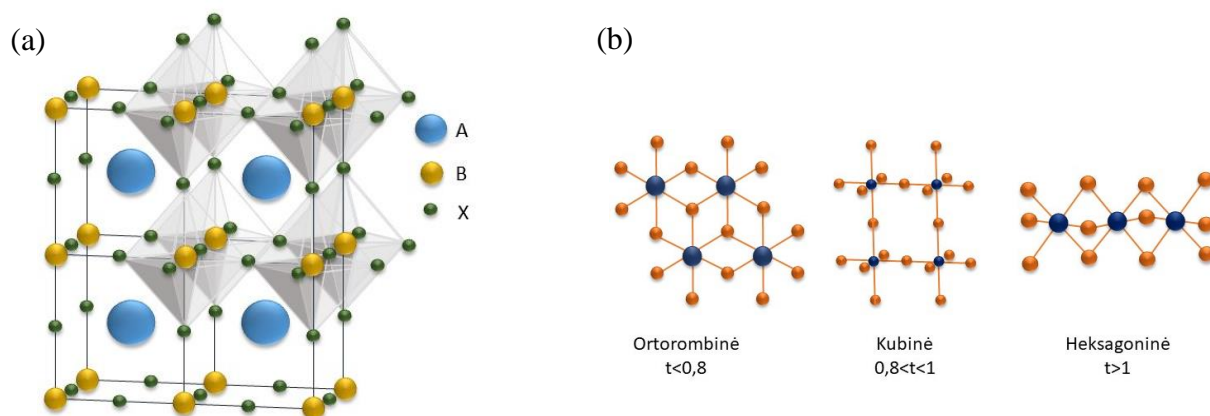 (a)
A
B
X
(b)
Ortorombinė
t<0,8
Kubinė
0,8<t<1
Heksagoninė
t>1